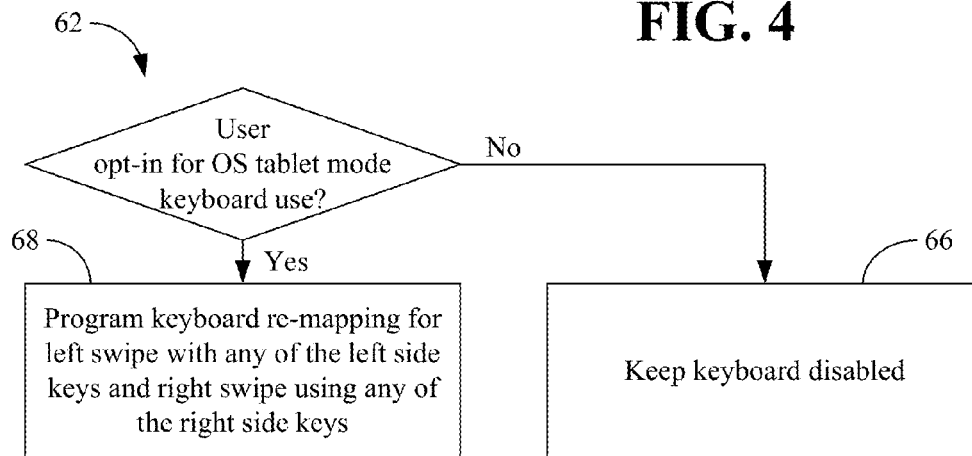 FIG. 4
62
User
opt-in for OS tablet mode
keyboard use?
No
68
Yes
66
Program keyboard re-mapping for
left swipe with any of the left side
keys and right swipe using any of
the right side keys
Keep keyboard disabled